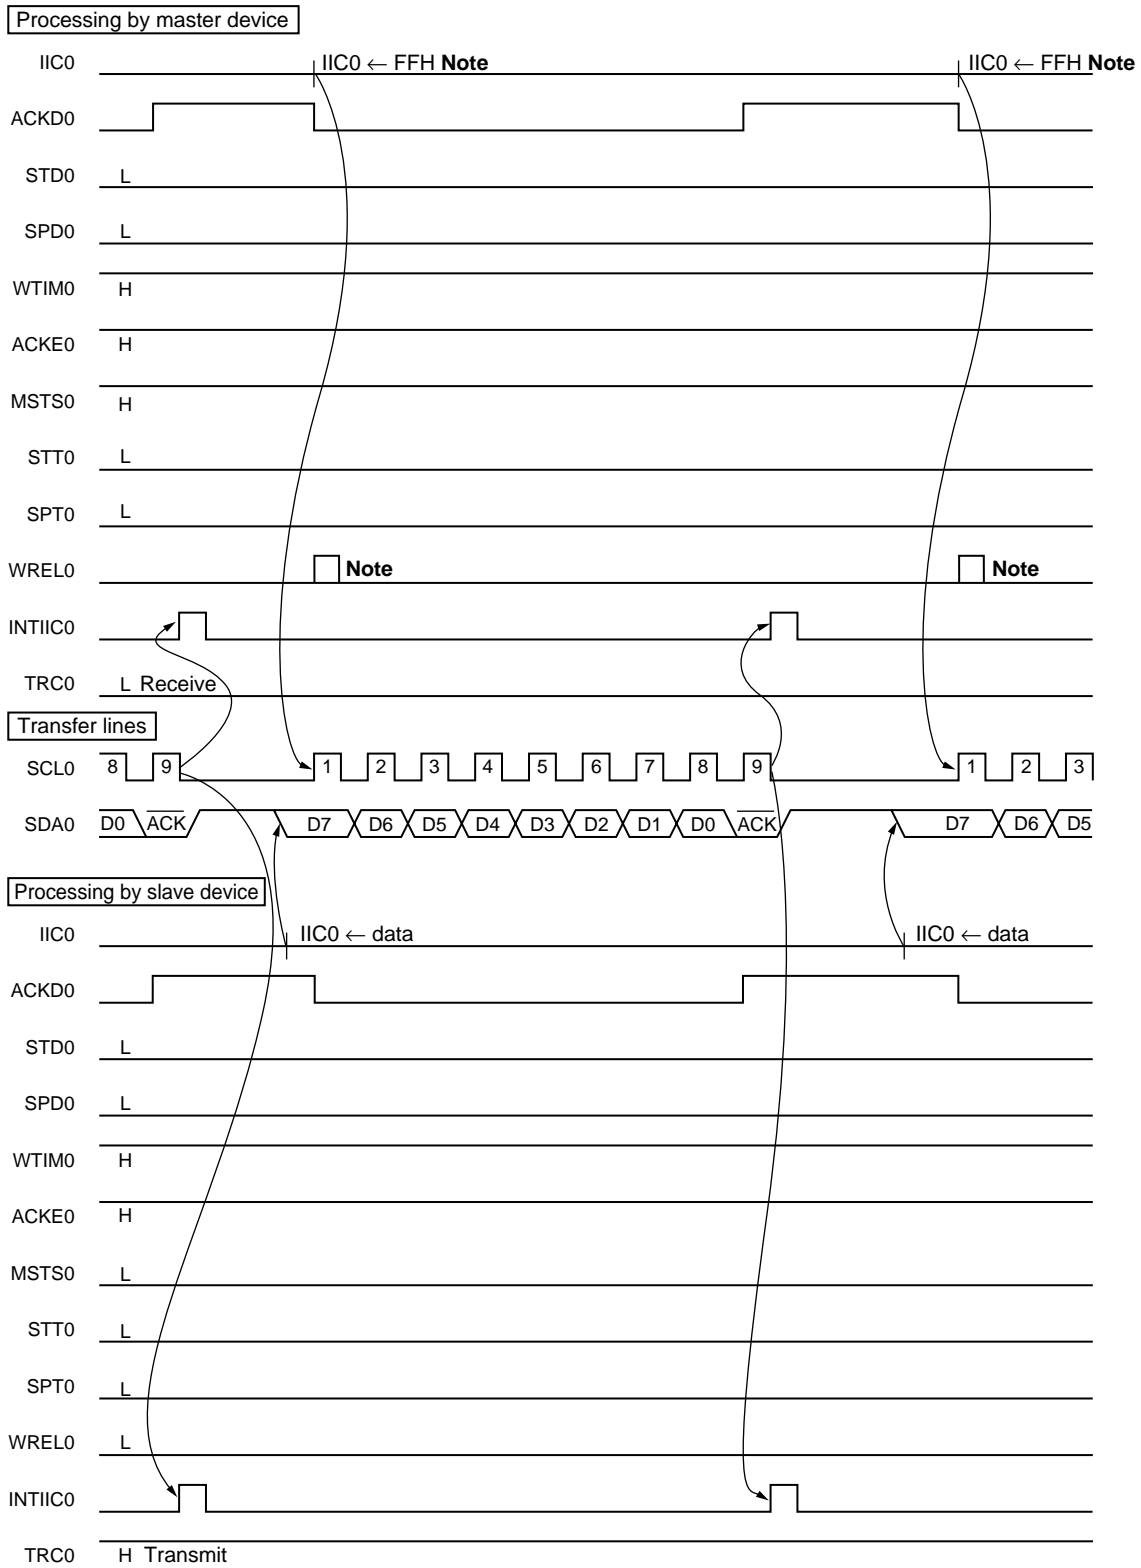 Processing by master device
IIC0 IIC0 ← FFH Note IIC0 ← FFH Note
ACKD0
STD0 L
SPD0 L
WTIM0 H
ACKE0 H
MSTS0 H
STT0 L
SPT0 L
WREL0 Note Note
INTIIC0
TRC0 L Receive
Transfer lines
SCL0 8 9 1 2 3 4 5 6 7 8 9 1 2 3
SDA0 D0 ACK D7 D6 D5 D4 D3 D2 D1 D0 ACK D7 D6 D5
Processing by slave device
IIC0 IIC0 ← data IIC0 ← data
ACKD0
STD0 L
SPD0 L
WTIM0 H
ACKE0 H
MSTS0 L
STT0 L
SPT0 L
WREL0 L
INTIIC0
TRC0 H Transmit